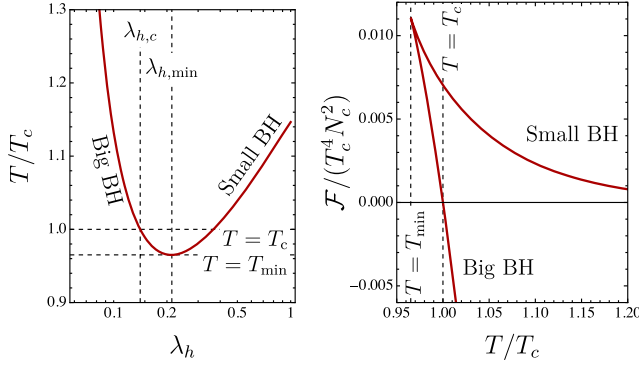 1.3
1.2
1.1
1.0
0.9
T/T_c
λ_{h,c}
λ_{h,min}
Big BH
Small BH
T = T_c
T = T_min
0.1
0.2
0.5
1
λ_h
0.010
0.005
0.000
−0.005
ℱ/(T_c^4 N_c^2)
T = T_c
Small BH
T = T_min
Big BH
0.95
1.00
1.05
1.10
1.15
1.20
T/T_c